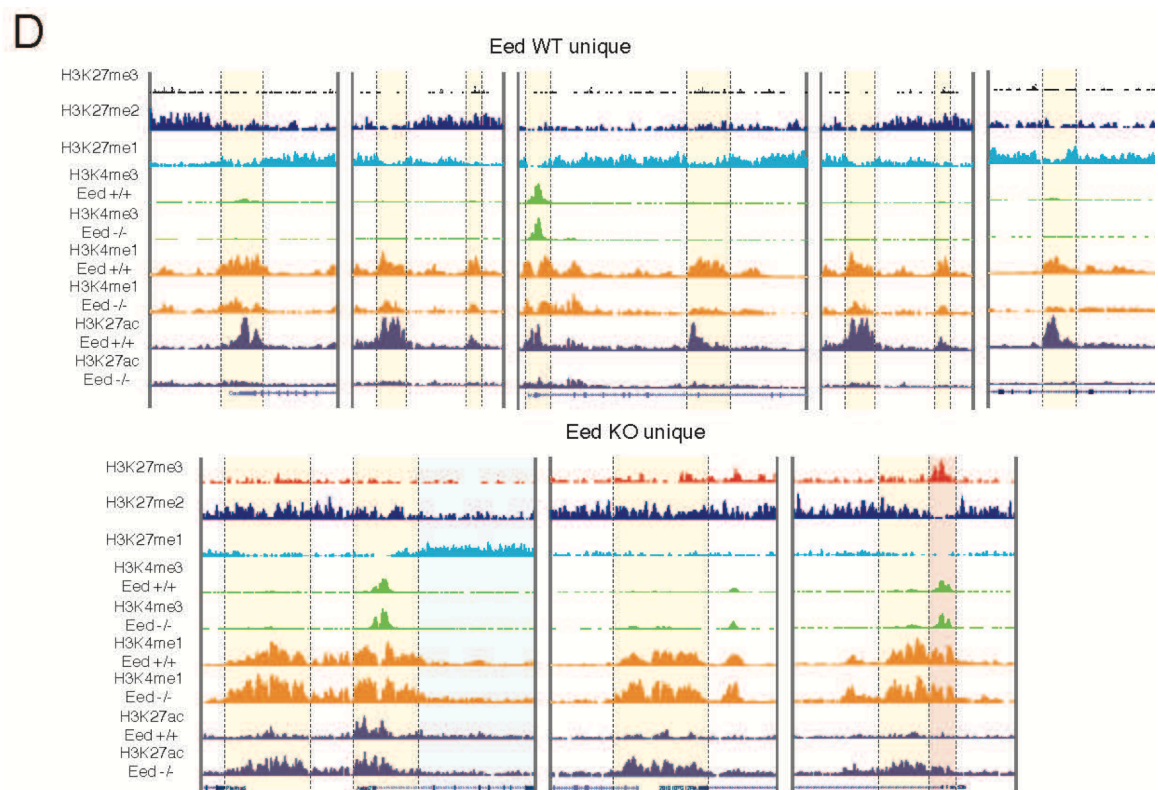 D
Eed WT unique
H3K27me3
H3K27me2
H3K27me1
H3K4me3
Eed +/+
H3K4me3
Eed -/-
H3K4me1
Eed +/+
H3K4me1
Eed -/-
H3K27ac
Eed +/+
H3K27ac
Eed -/-
Eed KO unique
H3K27me3
H3K27me2
H3K27me1
H3K4me3
Eed +/+
H3K4me3
Eed -/-
H3K4me1
Eed +/+
H3K4me1
Eed -/-
H3K27ac
Eed +/+
H3K27ac
Eed -/-